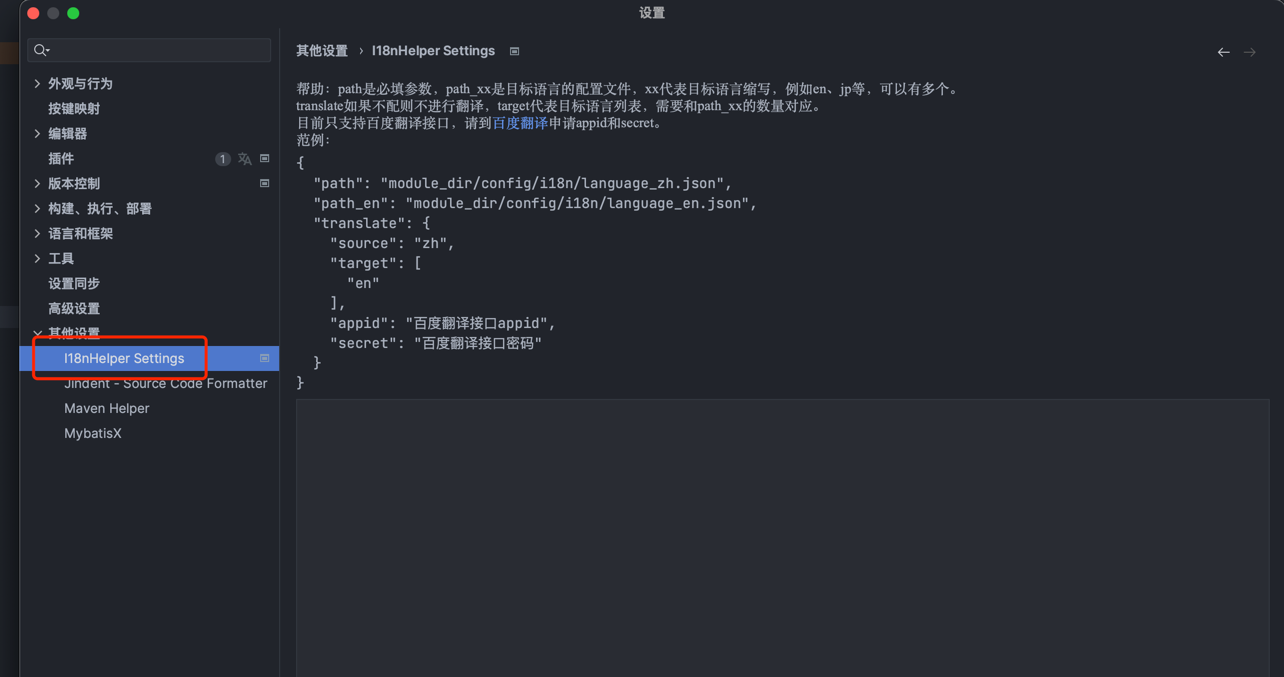 设置
外观与行为
按键映射
编辑器
插件 1
版本控制
构建、执行、部署
语言和框架
工具
设置同步
高级设置
其他设置
I18nHelper Settings
Jindent - Source Code Formatter
Maven Helper
MybatisX
其他设置 › I18nHelper Settings
帮助：path是必填参数，path_xx是目标语言的配置文件，xx代表目标语言缩写，例如en、jp等，可以有多个。
translate如果不配则不进行翻译，target代表目标语言列表，需要和path_xx的数量对应。
目前只支持百度翻译接口，请到百度翻译申请appid和secret。
范例：
{
"path": "module_dir/config/i18n/language_zh.json",
"path_en": "module_dir/config/i18n/language_en.json",
"translate": {
"source": "zh",
"target": [
"en"
],
"appid": "百度翻译接口appid",
"secret": "百度翻译接口密码"
}
}